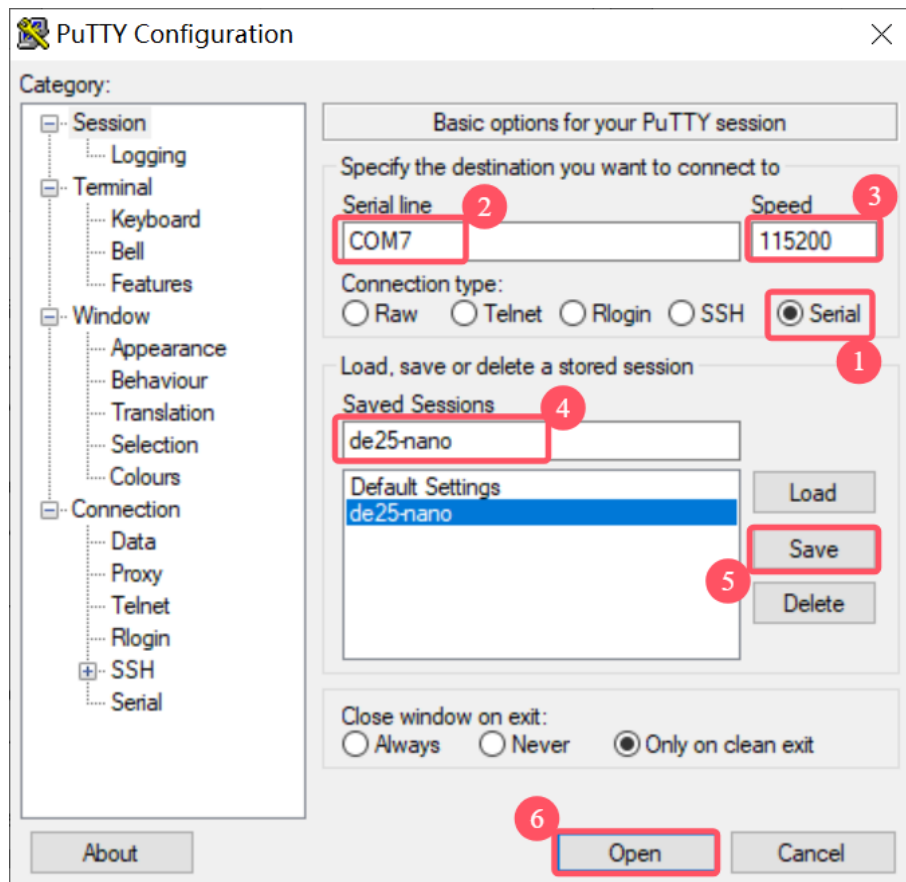 PuTTY Configuration
Category:
Session
Logging
Terminal
Keyboard
Bell
Features
Window
Appearance
Behaviour
Translation
Selection
Colours
Connection
Data
Proxy
Telnet
Rlogin
SSH
Serial
Basic options for your PuTTY session
Specify the destination you want to connect to
Serial line 2 Speed 3
COM7 115200
Connection type:
Raw Telnet Rlogin SSH Serial
1
Load, save or delete a stored session
Saved Sessions 4
de25-nano
Default Settings
de25-nano
Load
Save
5
Delete
Close window on exit:
Always Never Only on clean exit
6
About Open Cancel